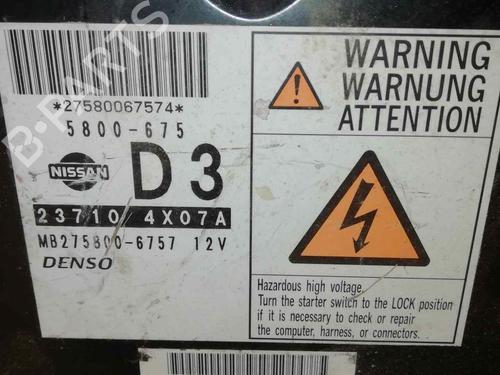 *27580067574*
5800-675
NISSAN
D3
23710 4X07A
MB275800-6757 12V
DENSO
WARNING
WARNUNG
ATTENTION
Hazardous high voltage.
Turn the starter switch to the LOCK position
if it is necessary to check or repair
the computer, harness, or connectors.
B-PARTS